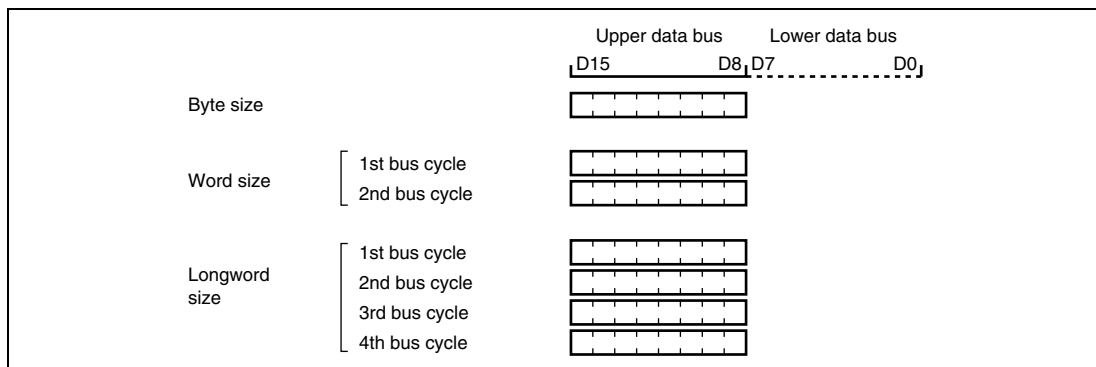 Upper data bus Lower data bus
D15 D8 D7 D0
Byte size
Word size
1st bus cycle
2nd bus cycle
Longword
size
1st bus cycle
2nd bus cycle
3rd bus cycle
4th bus cycle